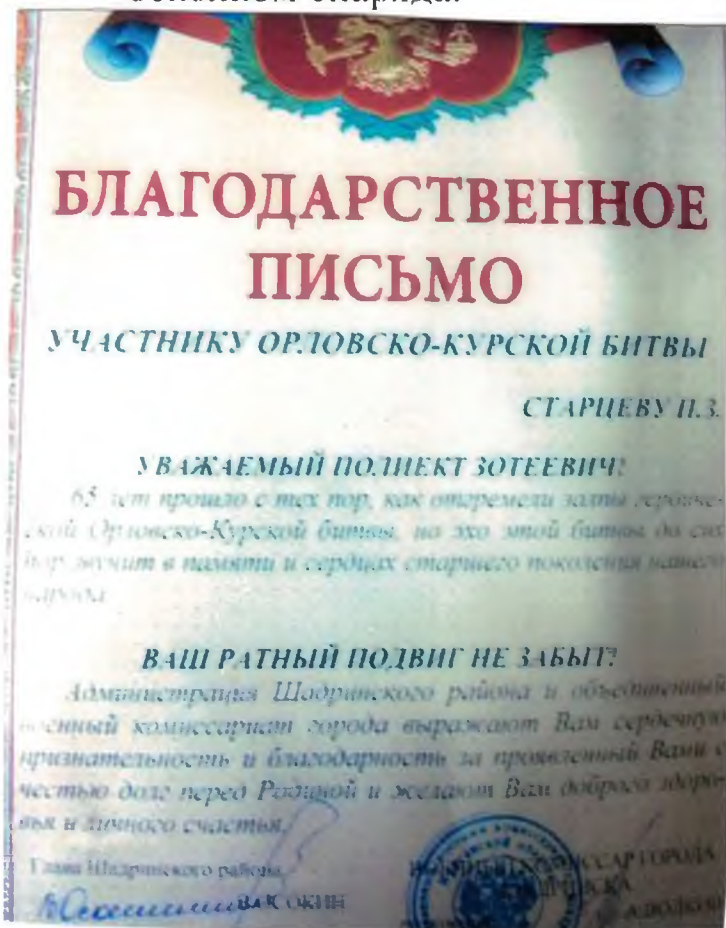 БЛАГОДАРСТВЕННОЕ
ПИСЬМО
УЧАСТНИКУ ОРЛОВСКО-КУРСКОЙ БИТВЫ
СТАРЦЕВУ П.З.
УВАЖАЕМЫЙ ПОЛИЕКТ ЗОТЕЕВИЧ!
65 лет прошло с тех пор, как отгремели залпы героичес
ской Орловско-Курской битвы, но эхо этой битвы до сих
пор звучит в памяти и сердцах старшего поколения нашего
народа.
ВАШ РАТНЫЙ ПОДВИГ НЕ ЗАБЫТ!
Администрация Шадринского района и объединенный
военный комиссариат города выражают Вам сердечную
признательность и благодарность за проявленный Вами с
честью долг перед Родиной и желают Вам доброго здоро-
вья и личного счастья.
Глава Шадринского района
КОМИССАР ГОРОДА